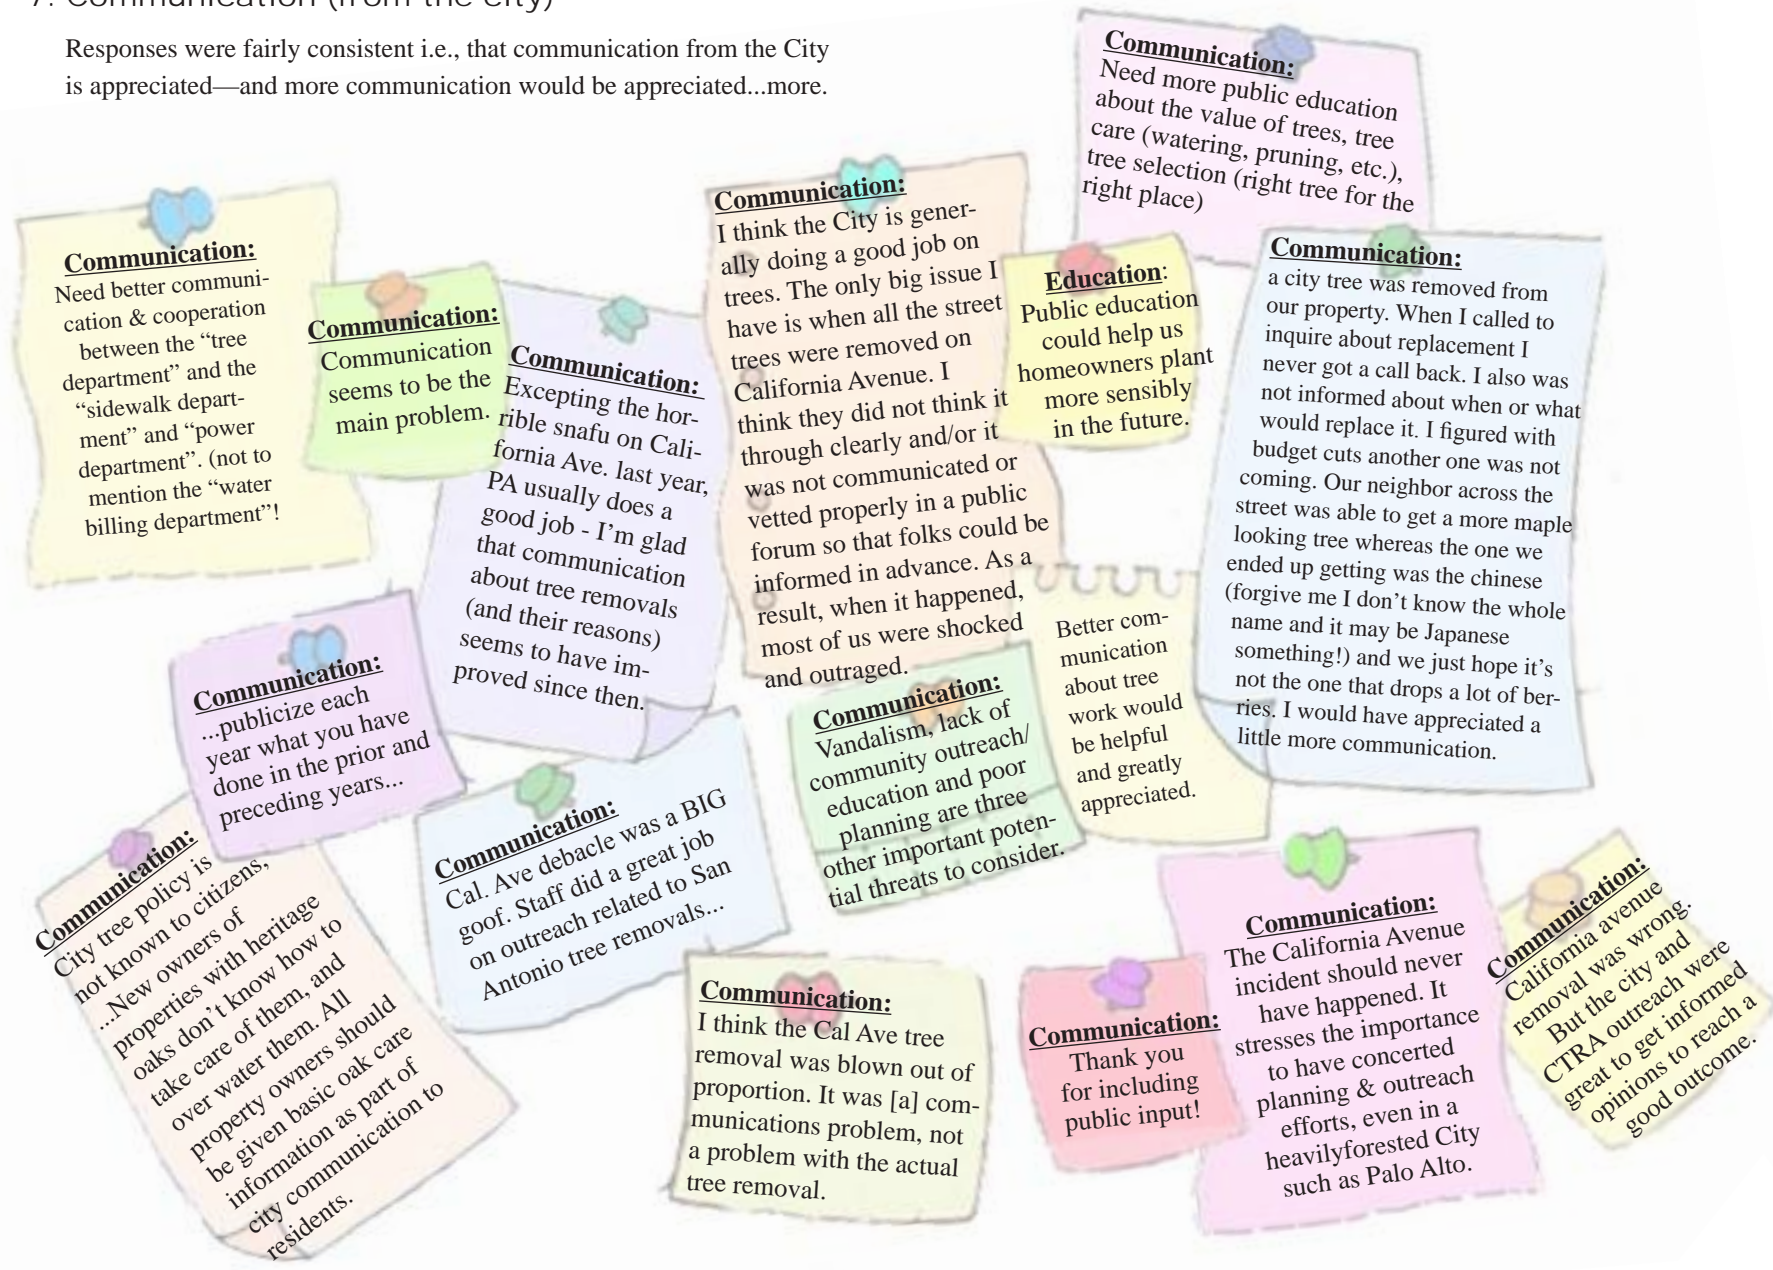 7. Communication (from the city)
Responses were fairly consistent i.e., that communication from the City
is appreciated—and more communication would be appreciated...more.
Communication:
Need more public education
about the value of trees, tree
care (watering, pruning, etc.),
tree selection (right tree for the
right place)
Communication:
Need better communi-
cation & cooperation
between the “tree
department” and the
“sidewalk depart-
ment” and “power
department”. (not to
mention the “water
billing department”!
Communication:
Communication
seems to be the
main problem.
Communication:
Excepting the hor-
rible snafu on Cali-
fornia Ave. last year,
PA usually does a
good job - I’m glad
that communication
about tree removals
(and their reasons)
seems to have im-
proved since then.
Communication:
I think the City is gener-
ally doing a good job on
trees. The only big issue I
have is when all the street
trees were removed on
California Avenue. I
think they did not think it
through clearly and/or it
was not communicated or
vetted properly in a public
forum so that folks could be
informed in advance. As a
result, when it happened,
most of us were shocked
and outraged.
Education:
Public education
could help us
homeowners plant
more sensibly
in the future.
Communication:
a city tree was removed from
our property. When I called to
inquire about replacement I
never got a call back. I also was
not informed about when or what
would replace it. I figured with
budget cuts another one was not
coming. Our neighbor across the
street was able to get a more maple
looking tree whereas the one we
ended up getting was the chinese
(forgive me I don’t know the whole
name and it may be Japanese
something!) and we just hope it’s
not the one that drops a lot of ber-
ries. I would have appreciated a
little more communication.
Communication:
...publicize each
year what you have
done in the prior and
preceding years...
Communication:
Vandalism, lack of
community outreach/
education and poor
planning are three
other important poten-
tial threats to consider.
Better com-
munication
about tree
work would
be helpful
and greatly
appreciated.
Communication:
City tree policy is
not known to citizens,
...New owners of
properties with heritage
oaks don’t know how to
take care of them, and
over water them. All
property owners should
be given basic oak care
information as part of
city communication to
residents.
Communication:
Cal. Ave debacle was a BIG
goof. Staff did a great job
on outreach related to San
Antonio tree removals...
Communication:
I think the Cal Ave tree
removal was blown out of
proportion. It was [a] com-
munications problem, not
a problem with the actual
tree removal.
Communication:
Thank you
for including
public input!
Communication:
The California Avenue
incident should never
have happened. It
stresses the importance
to have concerted
planning & outreach
efforts, even in a
heavilyforested City
such as Palo Alto.
Communication:
California avenue
removal was wrong.
But the city and
CTRA outreach were
great to get informed
opinions to reach a
good outcome.